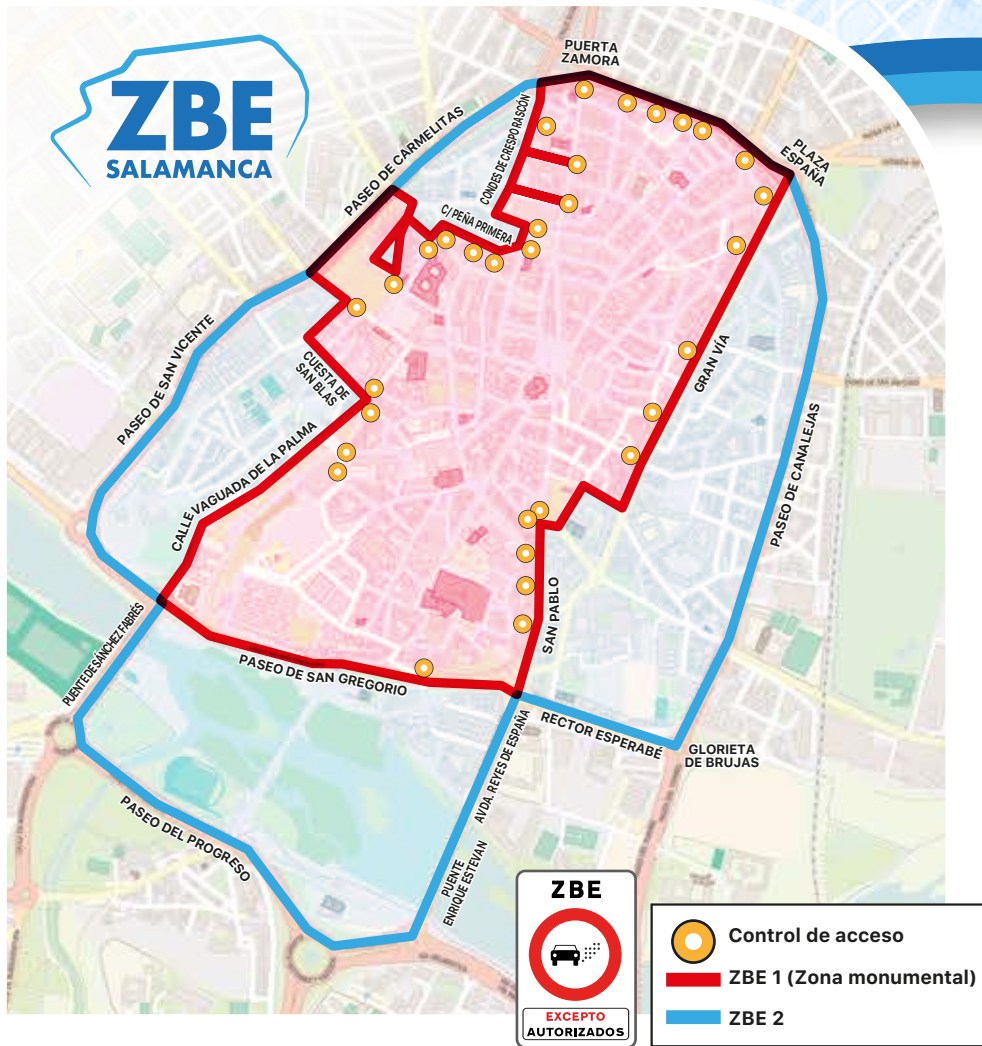 ZBE
SALAMANCA
PUERTA
ZAMORA
PLAZA
ESPAÑA
PASEO DE CARMELITAS
CONDES DE CRESPO RASCÓN
C/ PEÑA PRIMERA
PASEO DE SAN VICENTE
CUESTA DE
SAN BLAS
GRAN VÍA
CALLE VAGUADA DE LA PALMA
PASEO DE CANALEJAS
SAN PABLO
PUENTE DE SÁNCHEZ FABRÉS
PASEO DE SAN GREGORIO
RECTOR ESPERABÉ
GLORIETA
DE BRUJAS
AVDA. REYES DE ESPAÑA
PASEO DEL PROGRESO
PUENTE
ENRIQUE ESTEVAN
ZBE
EXCEPTO
AUTORIZADOS
Control de acceso
ZBE 1 (Zona monumental)
ZBE 2